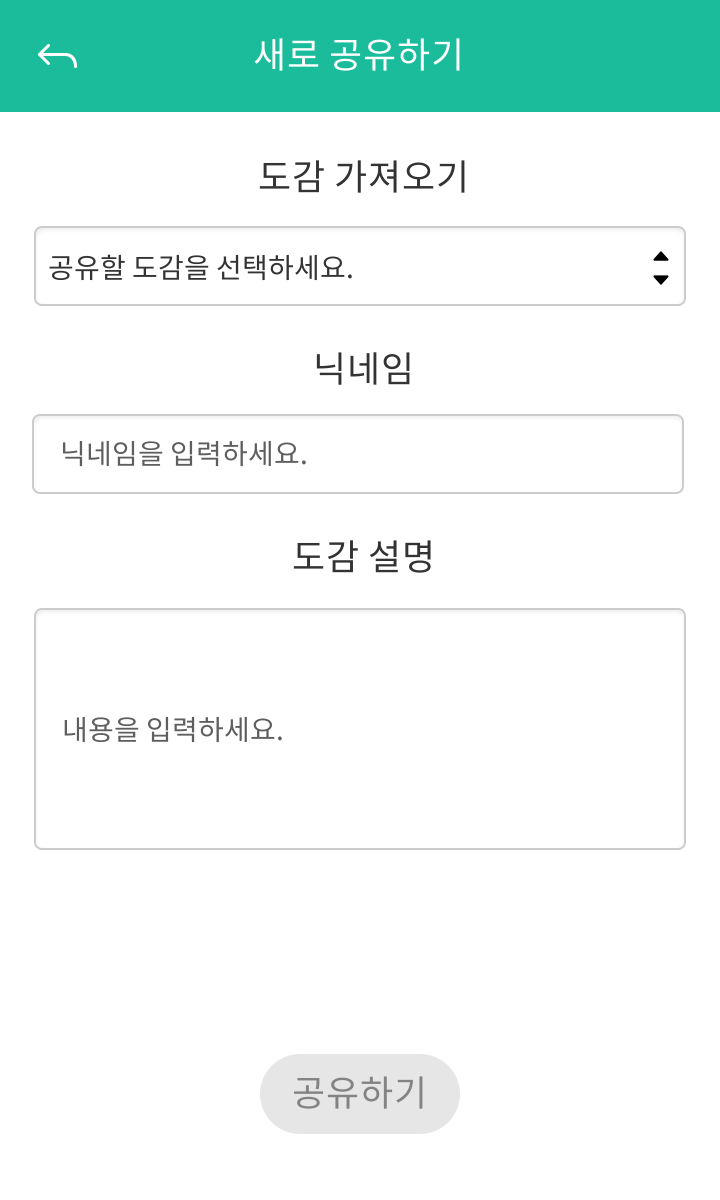 새로 공유하기
도감 가져오기
공유할 도감을 선택하세요.
닉네임
닉네임을 입력하세요.
도감 설명
내용을 입력하세요.
공유하기